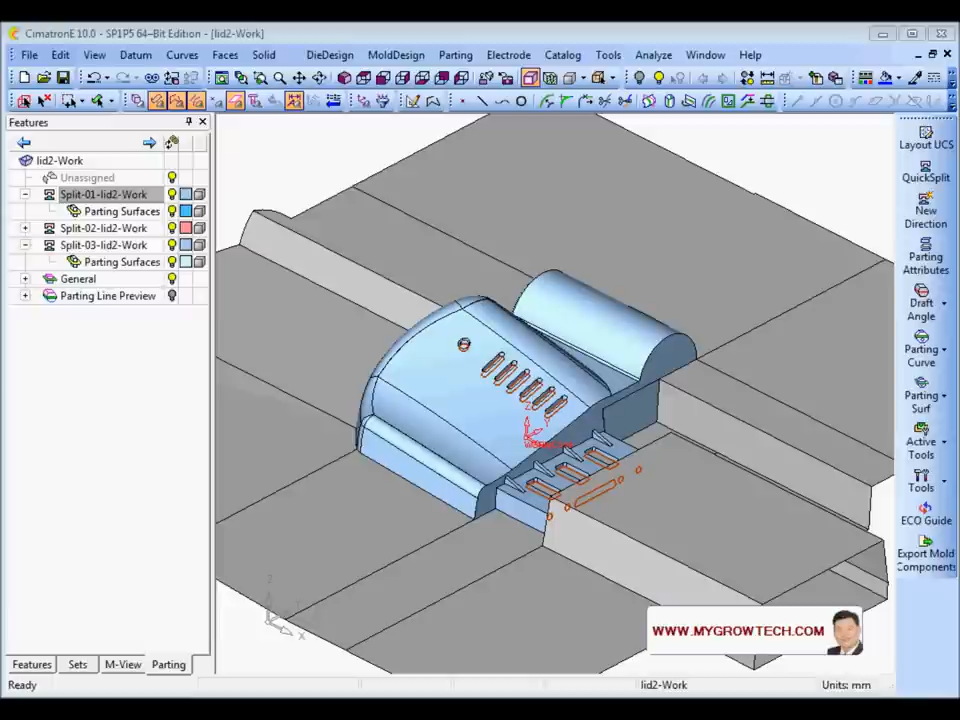 CimatronE 10.0 - SP1P5 64-Bit Edition - [lid2-Work]
File Edit View Datum Curves Faces Solid DieDesign MoldDesign Parting Electrode Catalog Tools Analyze Window Help
Features
lid2-Work
Unassigned
Split-01-lid2-Work
Parting Surfaces
Split-02-lid2-Work
Split-03-lid2-Work
Parting Surfaces
General
Parting Line Preview
Layout UCS
QuickSplit
New
Direction
Parting
Attributes
Draft
Angle
Parting
Curve
Parting
Surf
Active
Tools
Tools
ECO Guide
Export Mold
Components
Z
X
WWW.MYGROWTECH.COM
Features Sets M-View Parting
Ready lid2-Work Units: mm